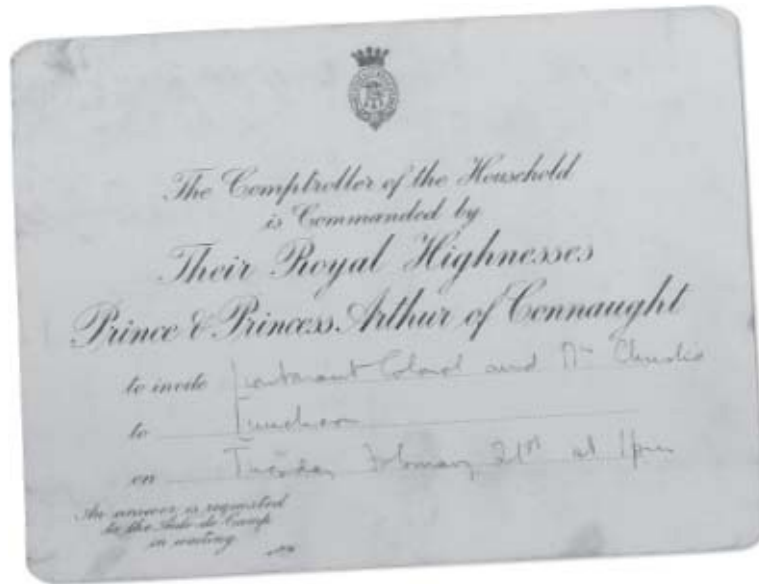 The Comptroller of the Household
is Commanded by
Their Royal Highnesses
Prince & Princess Arthur of Connaught
to invite Lieutenant Colonel and Mrs
to Luncheon
on Tuesday February 21st at 1pm
An answer is requested
to the Aide-de-Camp
in waiting